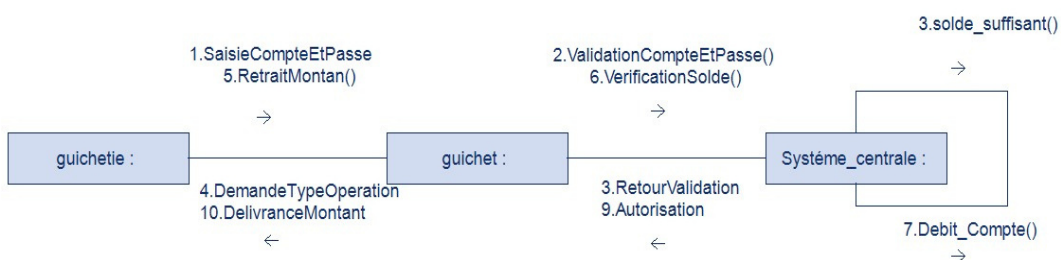 3.solde_suffisant()
1.SaisieCompteEtPasse
5.RetraitMontan()
2.ValidationCompteEtPasse()
6.VerificationSolde()
guichetie :
guichet :
Systéme_centrale :
4.DemandeTypeOperation
10.DelivranceMontant
3.RetourValidation
9.Autorisation
7.Debit_Compte()